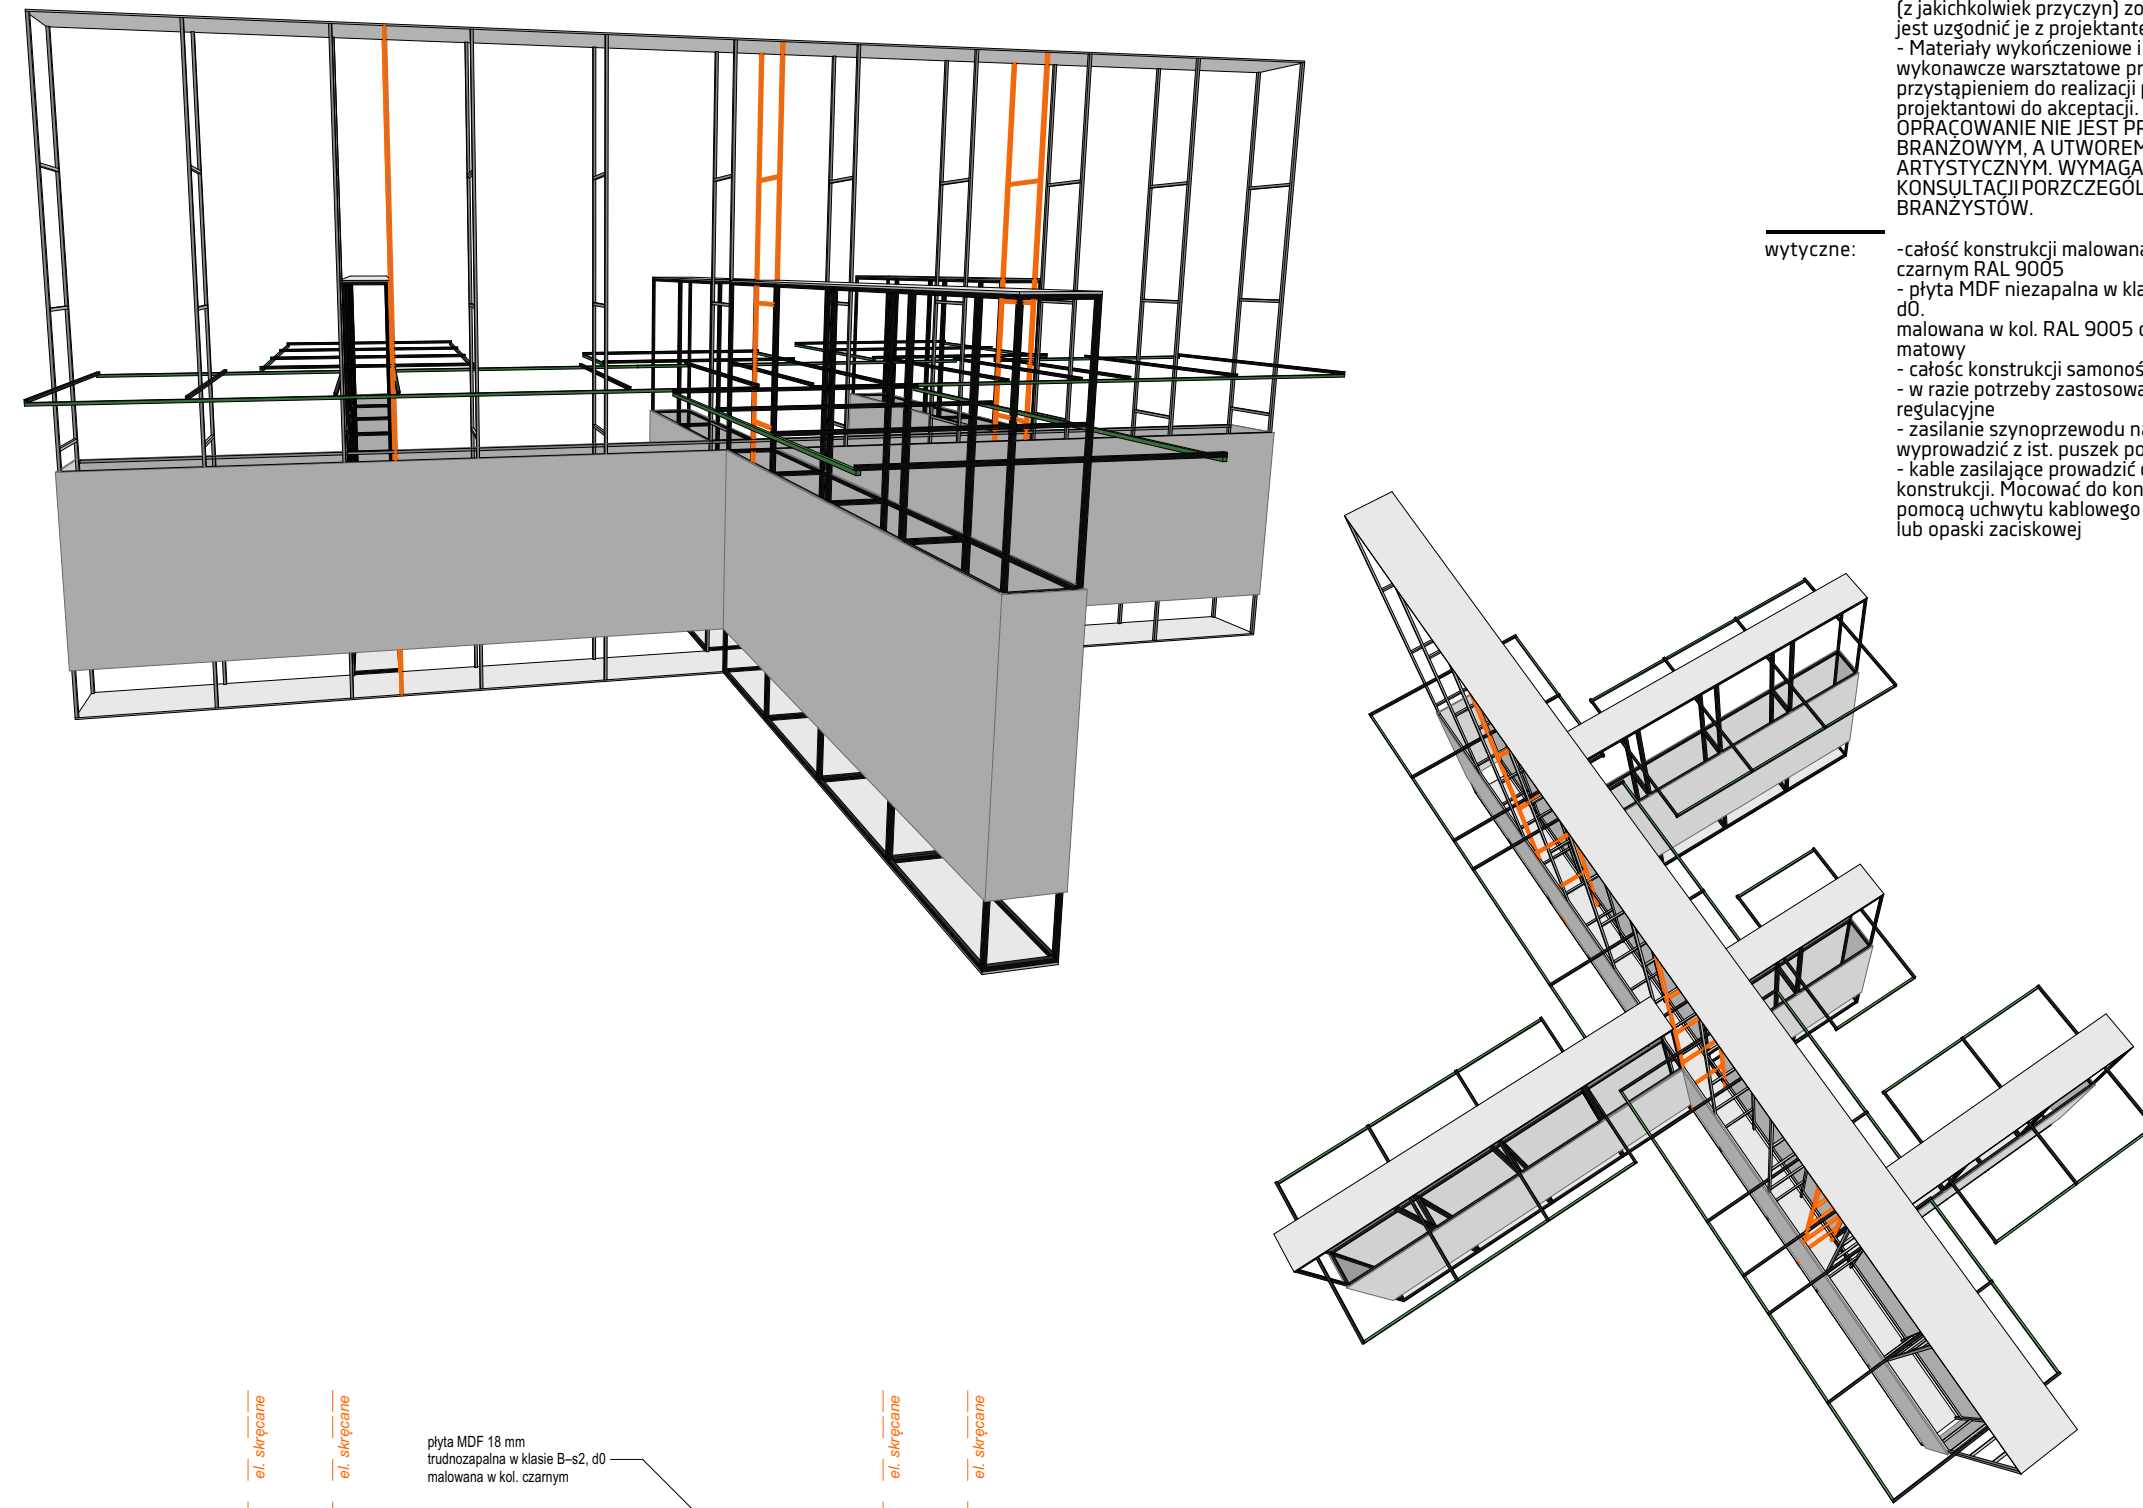 (z jakichkolwiek przyczyn) zo
jest uzgodnić je z projektante
- Materiały wykończeniowe i
wykonawcze warsztatowe pr
przystąpieniem do realizacji p
projektantowi do akceptacji.
OPRACOWANIE NIE JEST PR
BRANŻOWYM, A UTWOREM
ARTYSTYCZNYM. WYMAGA
KONSULTACJI PORZCZEGÓL
BRANŻYSTÓW.
wytyczne:
-całość konstrukcji malowana
czarnym RAL 9005
- płyta MDF niezapalna w kla
d0.
malowana w kol. RAL 9005 c
matowy
- całośc konstrukcji samonoś
- w razie potrzeby zastosowa
regulacyjne
- zasilanie szynoprzewodu na
wyprowadzić z ist. puszek po
- kable zasilające prowadzić
konstrukcji. Mocować do kon
pomocą uchwytu kablowego
lub opaski zaciskowej
el. skręcane
el. skręcane
płyta MDF 18 mm
trudnozapalna w klasie B–s2, d0
malowana w kol. czarnym
el. skręcane
el. skręcane